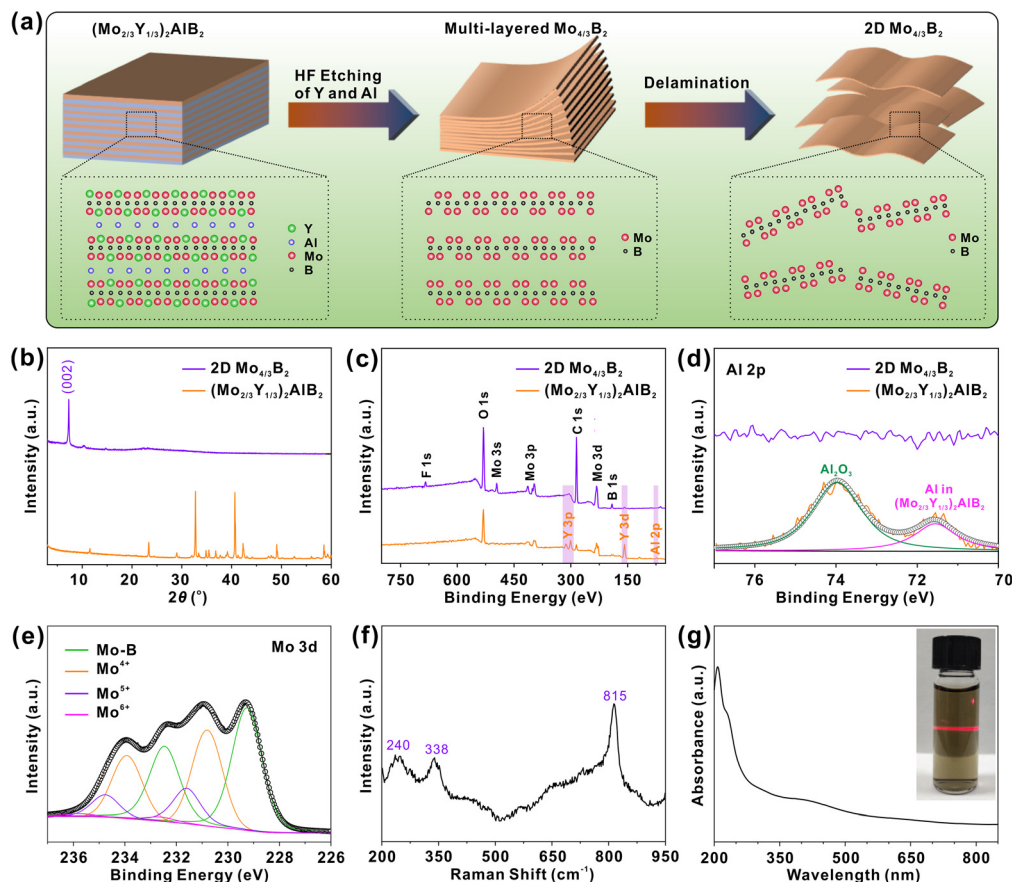 (a)
(Mo2/3Y1/3)2AlB2
Multi-layered Mo4/3B2
2D Mo4/3B2
HF Etching
of Y and Al
Delamination
Y
Al
Mo
B
Mo
B
Mo
B
(b)
2D Mo4/3B2
(Mo2/3Y1/3)2AlB2
(002)
Intensity (a.u.)
10 20 30 40 50 60
2θ (°)
(c)
2D Mo4/3B2
(Mo2/3Y1/3)2AlB2
F 1s
O 1s
Mo 3s
Mo 3p
C 1s
Mo 3d
B 1s
Y 3p
Y 3d
Al 2p
Intensity (a.u.)
750 600 450 300 150
Binding Energy (eV)
(d)
Al 2p
2D Mo4/3B2
(Mo2/3Y1/3)2AlB2
Al2O3
Al in
(Mo2/3Y1/3)2AlB2
Intensity (a.u.)
76 74 72 70
Binding Energy (eV)
(e)
Mo-B
Mo4+
Mo5+
Mo6+
Mo 3d
Intensity (a.u.)
236 234 232 230 228 226
Binding Energy (eV)
(f)
240
338
815
Intensity (a.u.)
200 350 500 650 800 950
Raman Shift (cm-1)
(g)
Absorbance (a.u.)
200 350 500 650 800
Wavelength (nm)